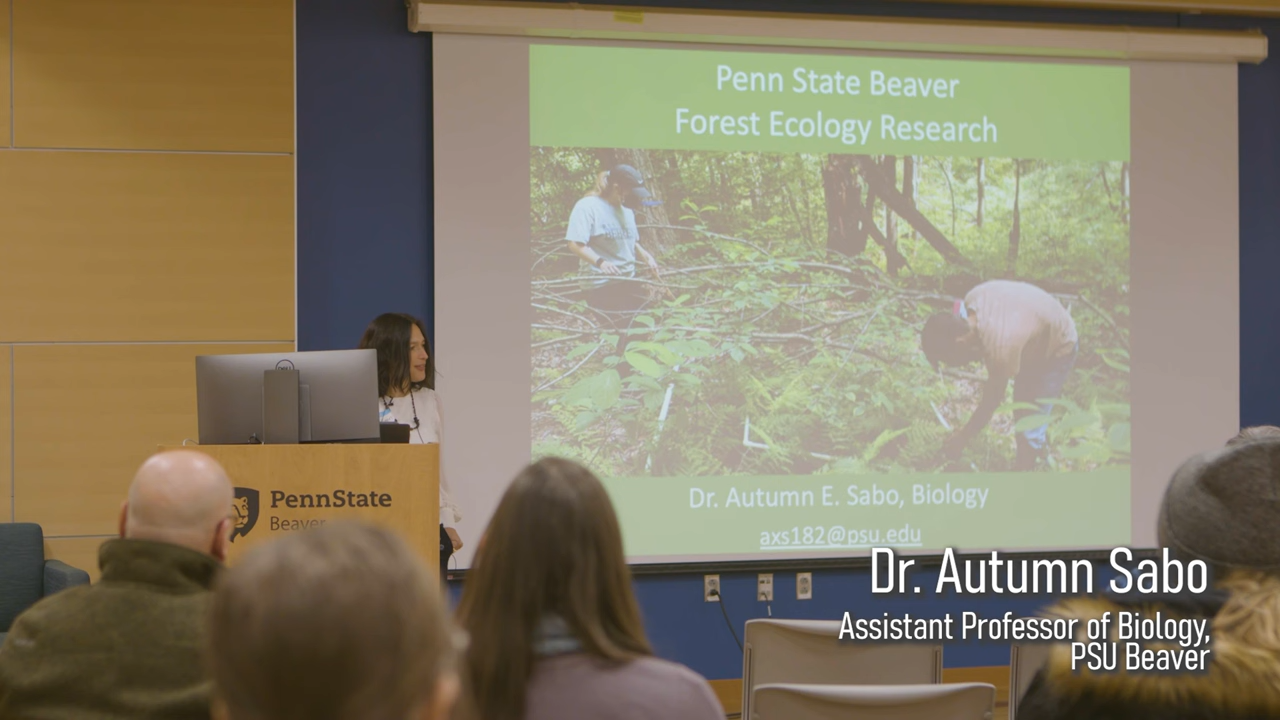 Penn State Beaver
Forest Ecology Research
Dr. Autumn E. Sabo, Biology
axs182@psu.edu
PennState
Beaver
Dr. Autumn Sabo
Assistant Professor of Biology,
PSU Beaver